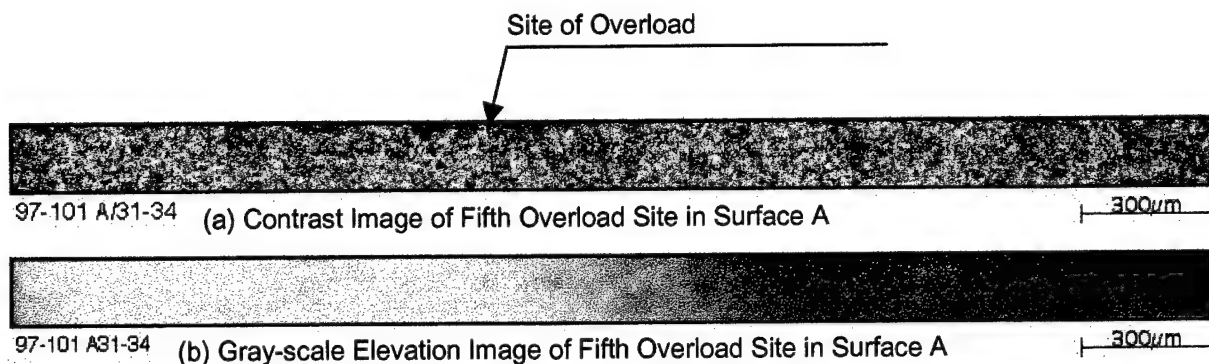 Site of Overload
97-101 A/31-34 (a) Contrast Image of Fifth Overload Site in Surface A 300µm
97-101 A31-34 (b) Gray-scale Elevation Image of Fifth Overload Site in Surface A 300µm